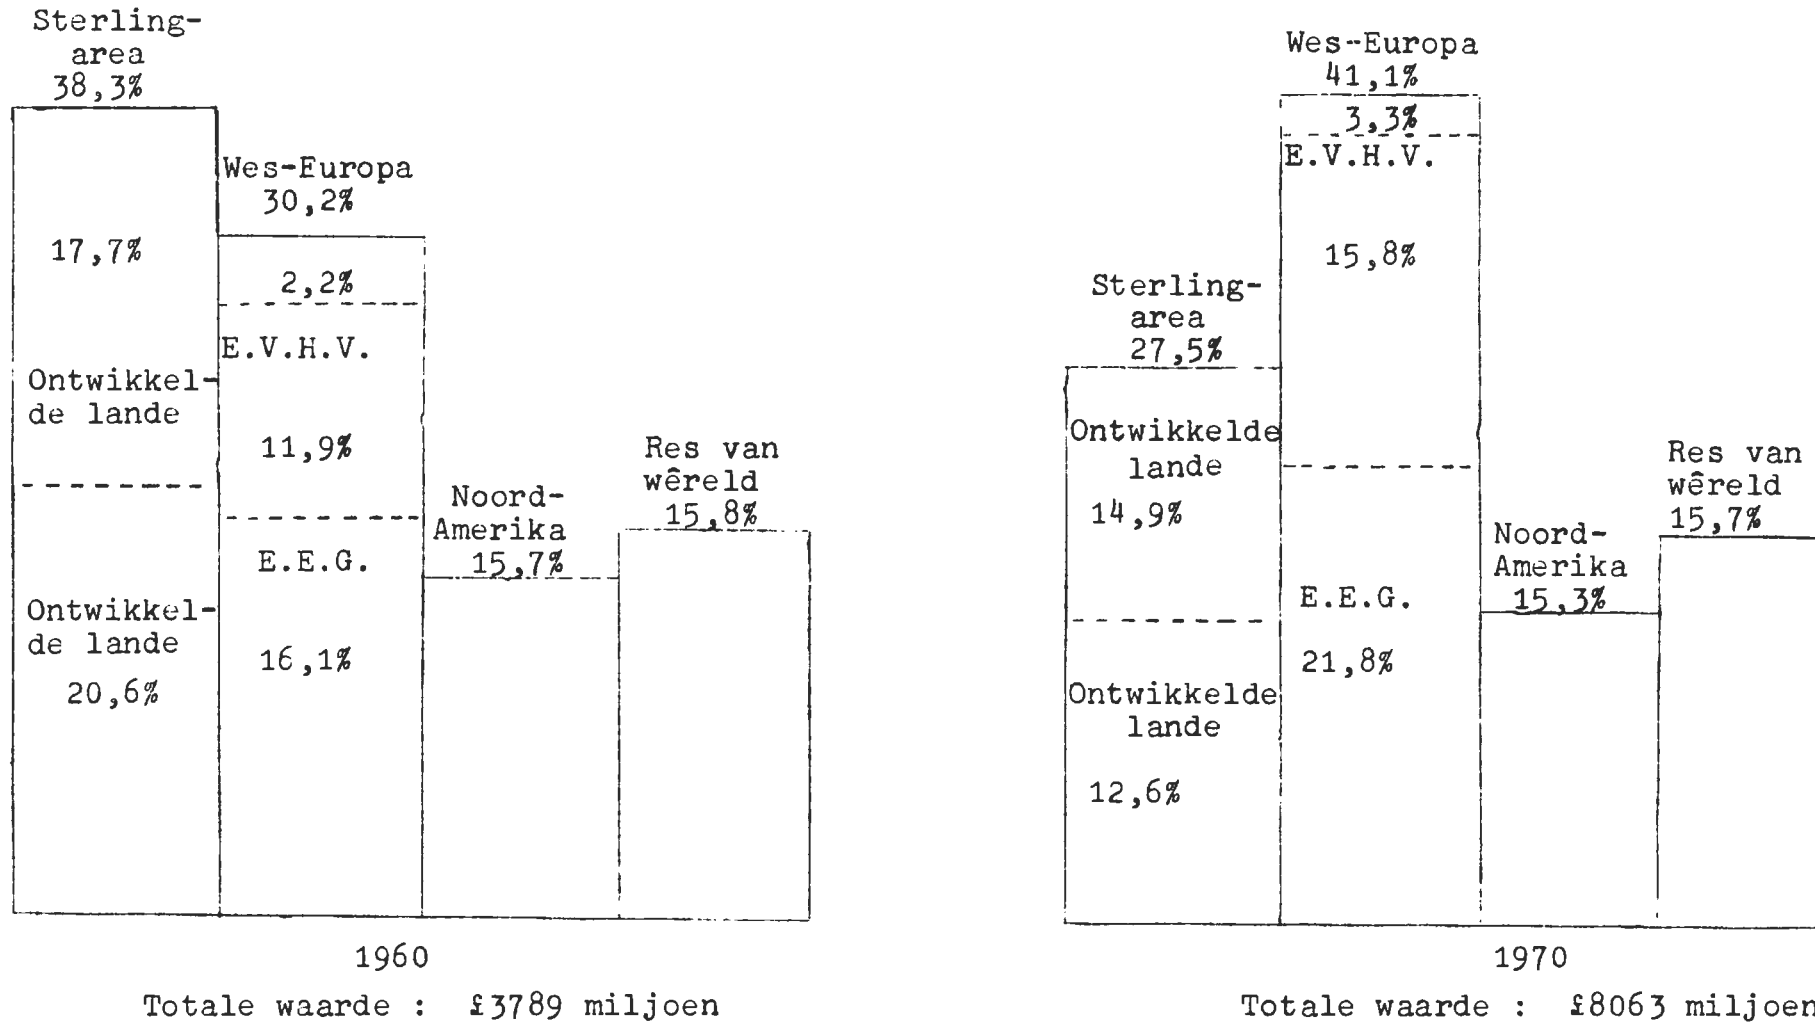 Sterling-
area
38,3%
17,7%
Ontwikkel-
de lande
Ontwikkel-
de lande
20,6%
Wes-Europa
30,2%
2,2%
E.V.H.V.
11,9%
E.E.G.
16,1%
Noord-
Amerika
15,7%
Res van
wêreld
15,8%
1960
Totale waarde : £3789 miljoen
Sterling-
area
27,5%
Ontwikkelde
lande
14,9%
Ontwikkelde
lande
12,6%
Wes-Europa
41,1%
3,3%
E.V.H.V.
15,8%
E.E.G.
21,8%
Noord-
Amerika
15,3%
Res van
wêreld
15,7%
1970
Totale waarde : £8063 miljoen